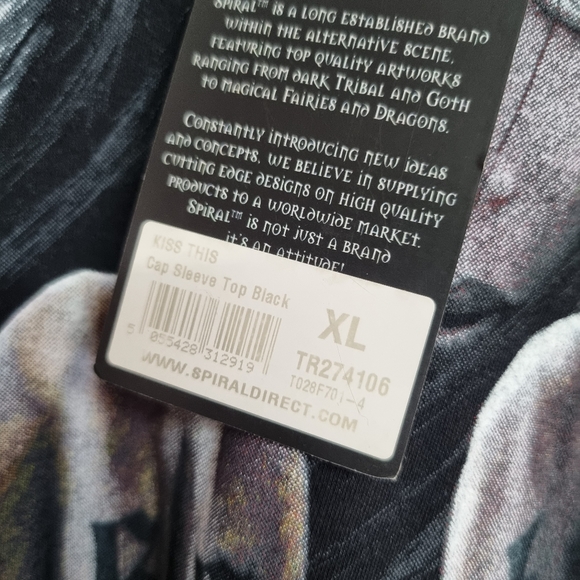 SPIRAL™ IS A LONG ESTABLISHED BRAND
WITHIN THE ALTERNATIVE SCENE,
FEATURING TOP QUALITY ARTWORKS
RANGING FROM DARK TRIBAL AND GOTH
TO MAGICAL FAIRIES AND DRAGONS.
CONSTANTLY INTRODUCING NEW IDEAS
AND CONCEPTS, WE BELIEVE IN SUPPLYING
CUTTING EDGE DESIGNS ON HIGH QUALITY
PRODUCTS TO A WORLDWIDE MARKET.
SPIRAL™ IS NOT JUST A BRAND
IT'S AN ATTITUDE!
KISS THIS
Cap Sleeve Top Black
XL
5 055428 312919
TR274106
T028F701-4
WWW.SPIRALDIRECT.COM